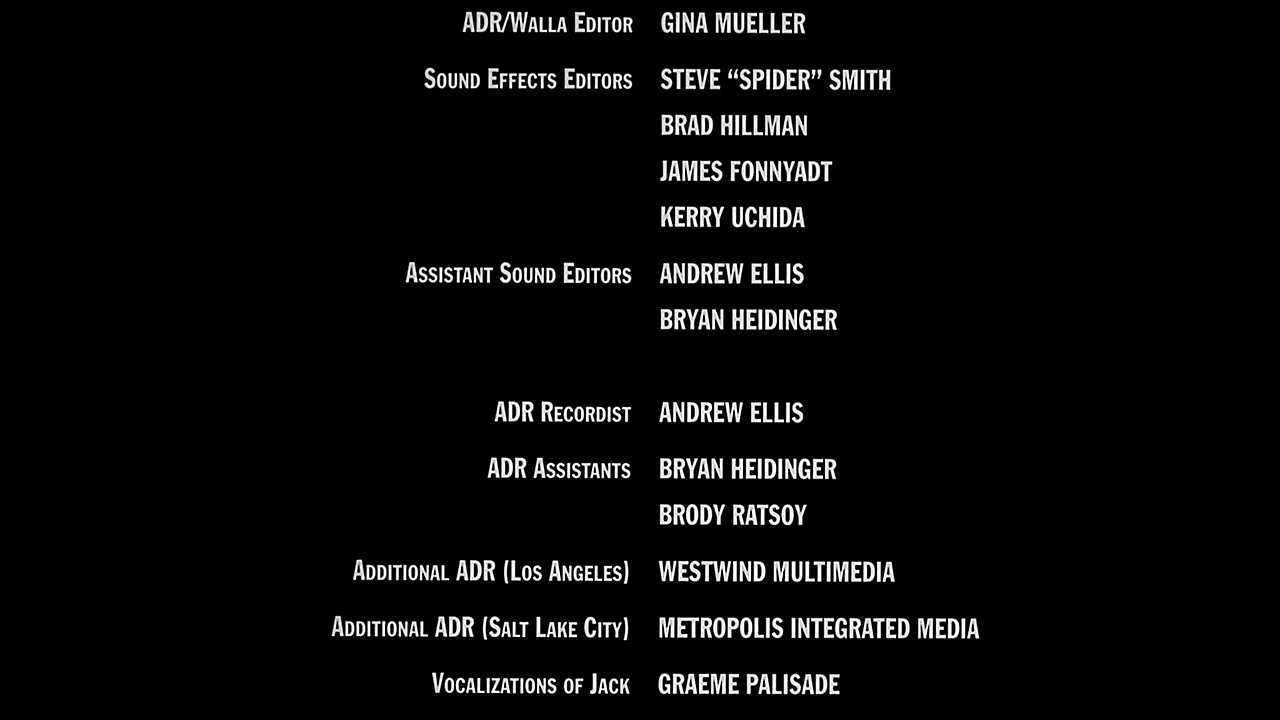 ADR/Walla Editor GINA MUELLER
Sound Effects Editors STEVE “SPIDER” SMITH
BRAD HILLMAN
JAMES FONNYADT
KERRY UCHIDA
Assistant Sound Editors ANDREW ELLIS
BRYAN HEIDINGER
ADR Recordist ANDREW ELLIS
ADR Assistants BRYAN HEIDINGER
BRODY RATSOY
Additional ADR (Los Angeles) WESTWIND MULTIMEDIA
Additional ADR (Salt Lake City) METROPOLIS INTEGRATED MEDIA
Vocalizations of Jack GRAEME PALISADE